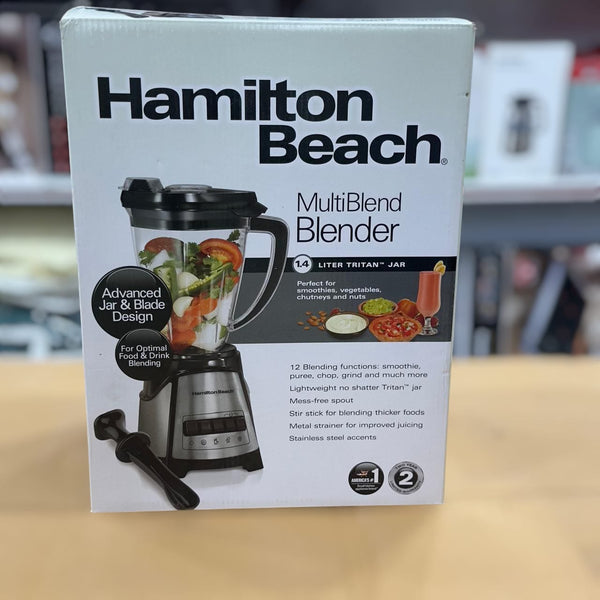 Hamilton
Beach®
MultiBlend
Blender
1.4 LITER TRITAN™ JAR
Perfect for
smoothies, vegetables,
chutneys and nuts
Advanced
Jar & Blade
Design
For Optimal
Food & Drink
Blending
Hamilton Beach
12 Blending functions: smoothie,
puree, chop, grind and much more
Lightweight no shatter Tritan™ jar
Mess-free spout
Stir stick for blending thicker foods
Metal strainer for improved juicing
Stainless steel accents
AMERICA'S #1
2